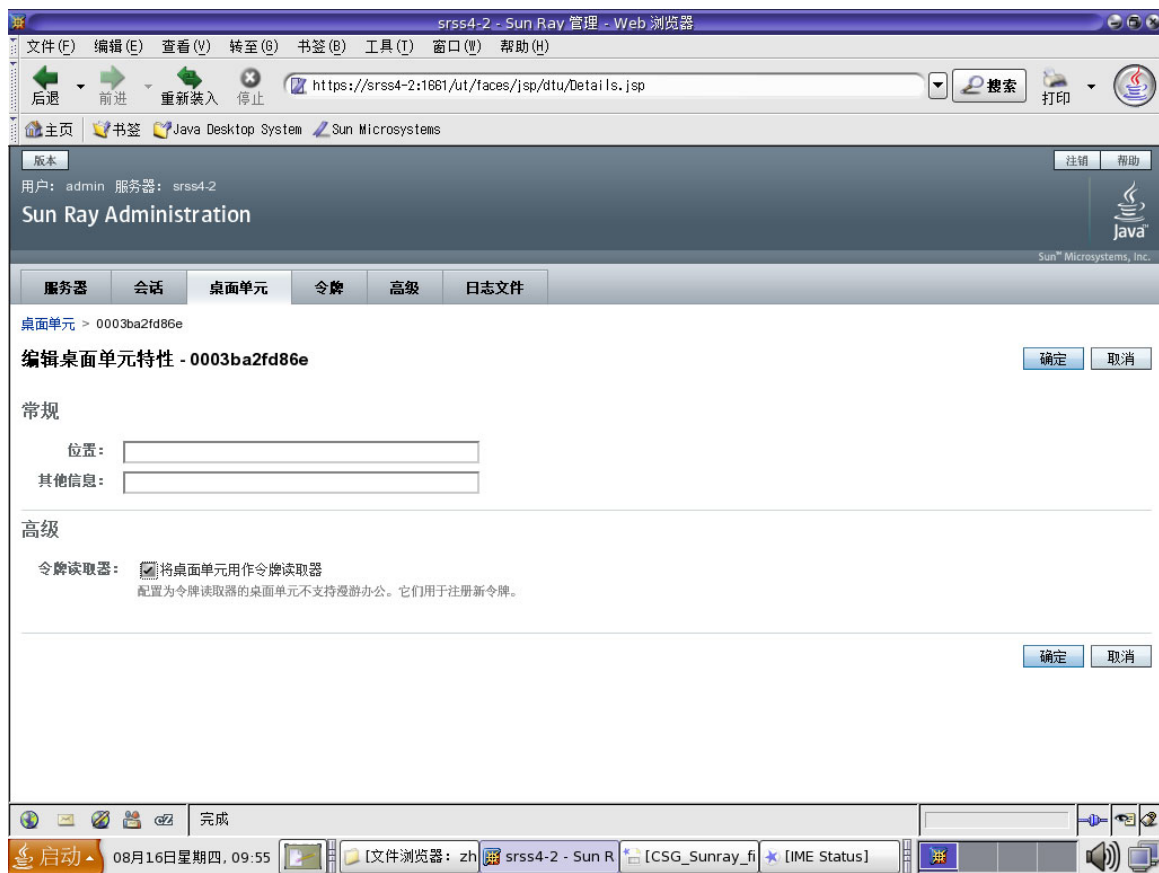 srss4-2 - Sun Ray 管理 - Web 浏览器
文件(F) 编辑(E) 查看(V) 转至(G) 书签(B) 工具(T) 窗口(W) 帮助(H)
后退 前进 重新装入 停止 https://srss4-2:1661/ut/faces/jsp/dtu/Details.jsp 搜索 打印
主页 书签 Java Desktop System Sun Microsystems
版本 注销 帮助
用户: admin 服务器: srss4-2
Sun Ray Administration
Java™
Sun™ Microsystems, Inc.
服务器 会话 桌面单元 令牌 高级 日志文件
桌面单元 > 0003ba2fd86e
编辑桌面单元特性 - 0003ba2fd86e 确定 取消
常规
位置:
其他信息:
高级
令牌读取器: 将桌面单元用作令牌读取器
配置为令牌读取器的桌面单元不支持漫游办公。它们用于注册新令牌。
确定 取消
完成
启动 08月16日星期四, 09:55 [文件浏览器: zh srss4-2 - Sun R [CSG_Sunray_fi [IME Status]